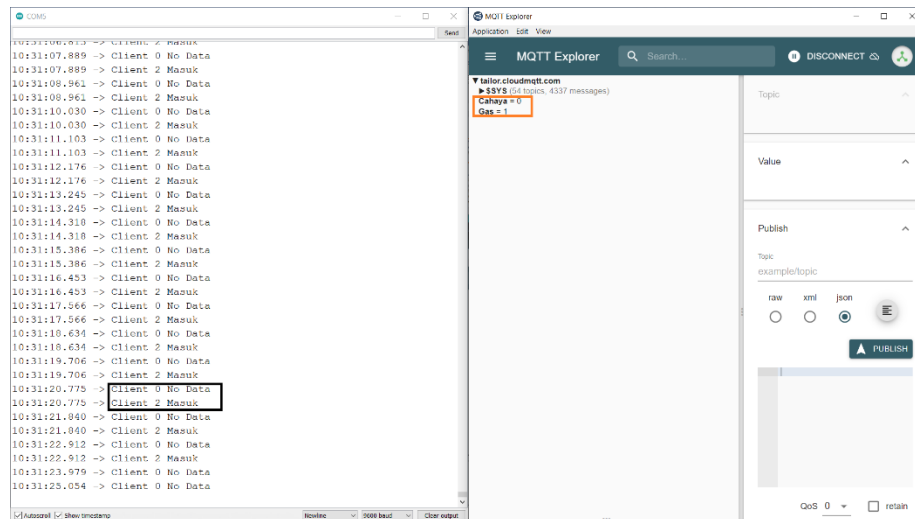 COM5
Send
10:31:06.813 -> Client 2 Masuk
10:31:07.889 -> Client 0 No Data
10:31:07.889 -> Client 2 Masuk
10:31:08.961 -> Client 0 No Data
10:31:08.961 -> Client 2 Masuk
10:31:10.030 -> Client 0 No Data
10:31:10.030 -> Client 2 Masuk
10:31:11.103 -> Client 0 No Data
10:31:11.103 -> Client 2 Masuk
10:31:12.176 -> Client 0 No Data
10:31:12.176 -> Client 2 Masuk
10:31:13.245 -> Client 0 No Data
10:31:13.245 -> Client 2 Masuk
10:31:14.318 -> Client 0 No Data
10:31:14.318 -> Client 2 Masuk
10:31:15.386 -> Client 0 No Data
10:31:15.386 -> Client 2 Masuk
10:31:16.453 -> Client 0 No Data
10:31:16.453 -> Client 2 Masuk
10:31:17.566 -> Client 0 No Data
10:31:17.566 -> Client 2 Masuk
10:31:18.634 -> Client 0 No Data
10:31:18.634 -> Client 2 Masuk
10:31:19.706 -> Client 0 No Data
10:31:19.706 -> Client 2 Masuk
10:31:20.775 -> Client 0 No Data
10:31:20.775 -> Client 2 Masuk
10:31:21.840 -> Client 0 No Data
10:31:21.840 -> Client 2 Masuk
10:31:22.912 -> Client 0 No Data
10:31:22.912 -> Client 2 Masuk
10:31:23.979 -> Client 0 No Data
10:31:25.054 -> Client 0 No Data
Autoscroll Show timestamp Newline 9600 baud Clear output
MQTT Explorer
Application Edit View
MQTT Explorer Search... DISCONNECT
tailor.cloudmqtt.com
$SYS (54 topics, 4337 messages)
Cahaya = 0
Gas = 1
Topic
Value
Publish
Topic
example/topic
raw xml json
PUBLISH
1
QoS 0 retain